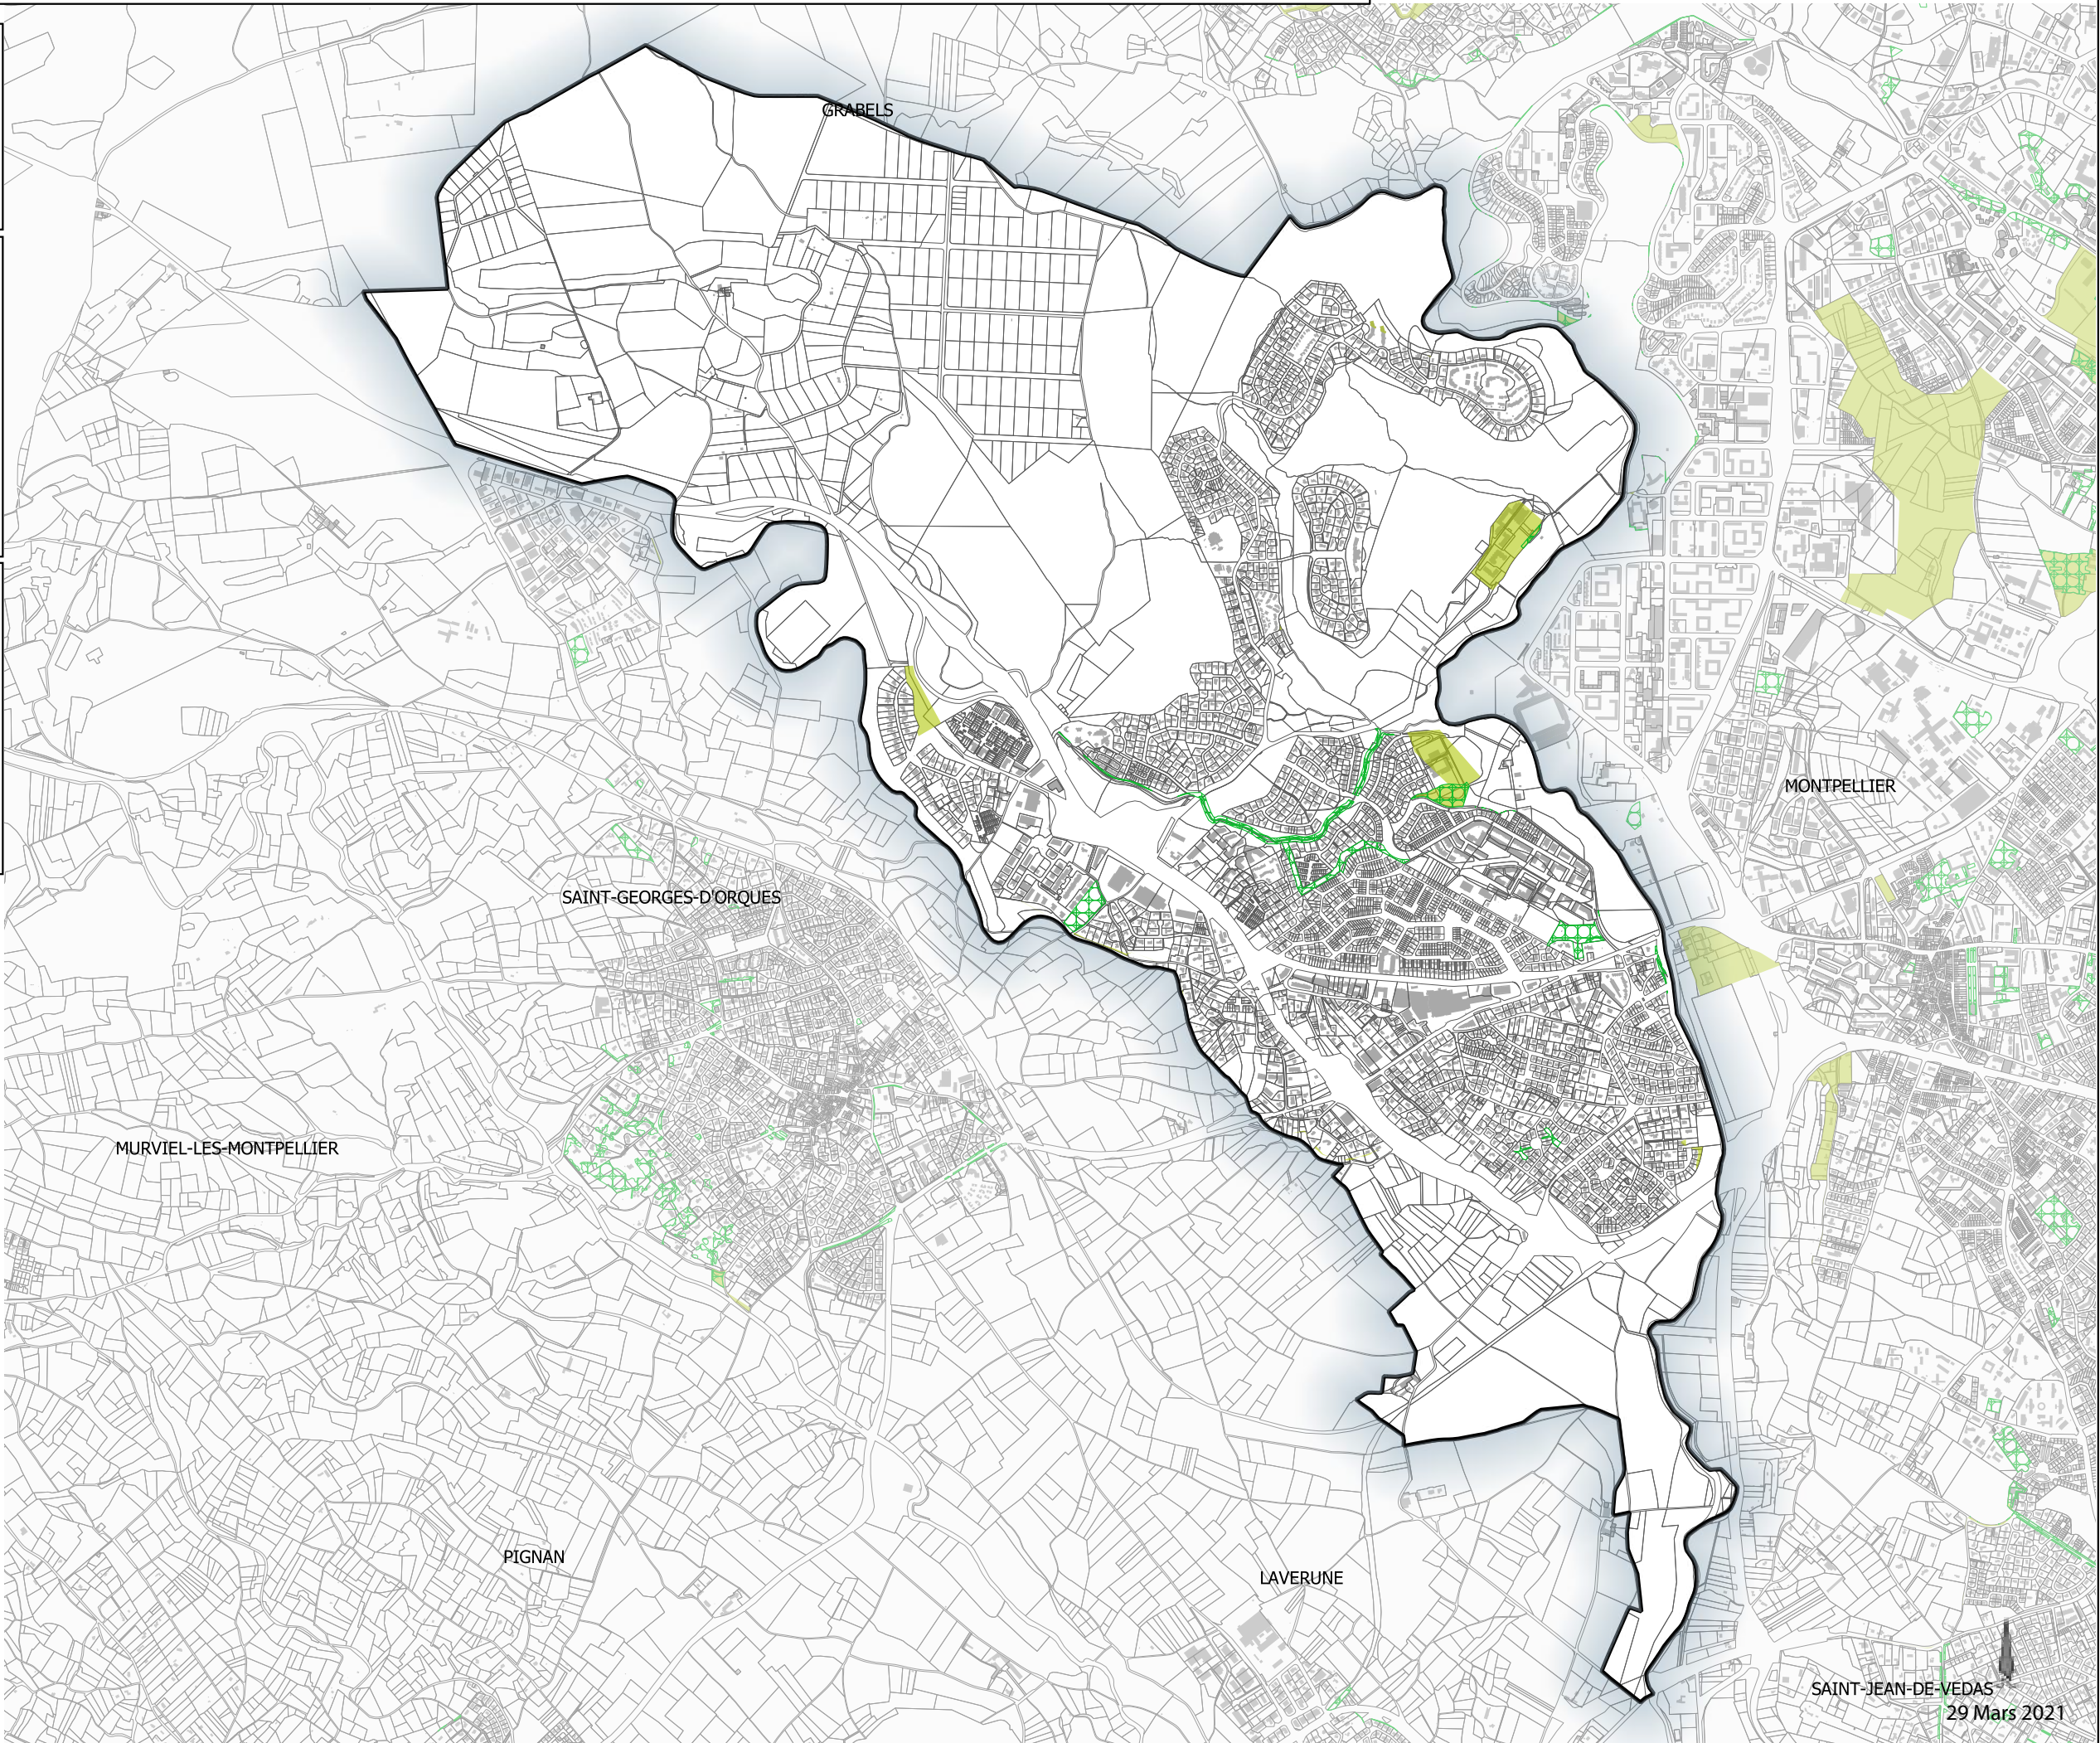 GRABELS
MONTPELLIER
SAINT-GEORGES-D'ORQUES
MURVIEL-LES-MONTPELLIER
PIGNAN
LAVERUNE
SAINT-JEAN-DE-VEDAS
29 Mars 2021